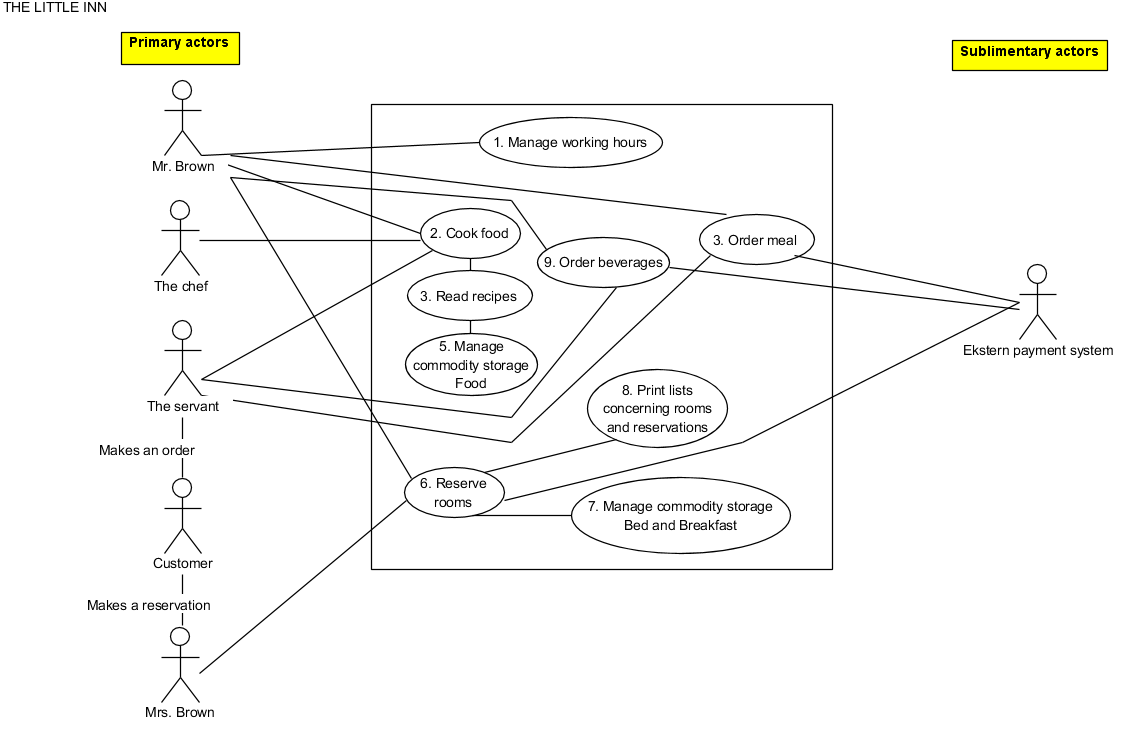 THE LITTLE INN
Primary actors
Sublimentary actors
Mr. Brown
1. Manage working hours
2. Cook food
3. Order meal
9. Order beverages
The chef
3. Read recipes
5. Manage
commodity storage
Food
Ekstern payment system
The servant
8. Print lists
concerning rooms
and reservations
Makes an order
6. Reserve
rooms
7. Manage commodity storage
Bed and Breakfast
Customer
Makes a reservation
Mrs. Brown